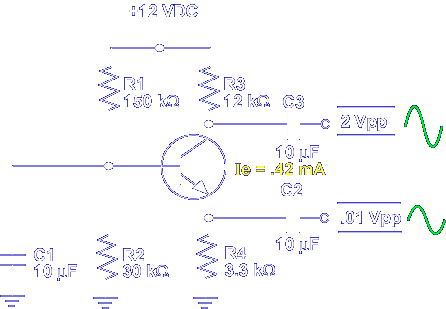 +12 VDC
R1
150 kΩ
R3
12 kΩ
C3
C
2 Vpp
10 µF
Ie = .42 mA
C2
C
.01 Vpp
10 µF
C1
10 µF
R2
30 kΩ
R4
3.3 kΩ